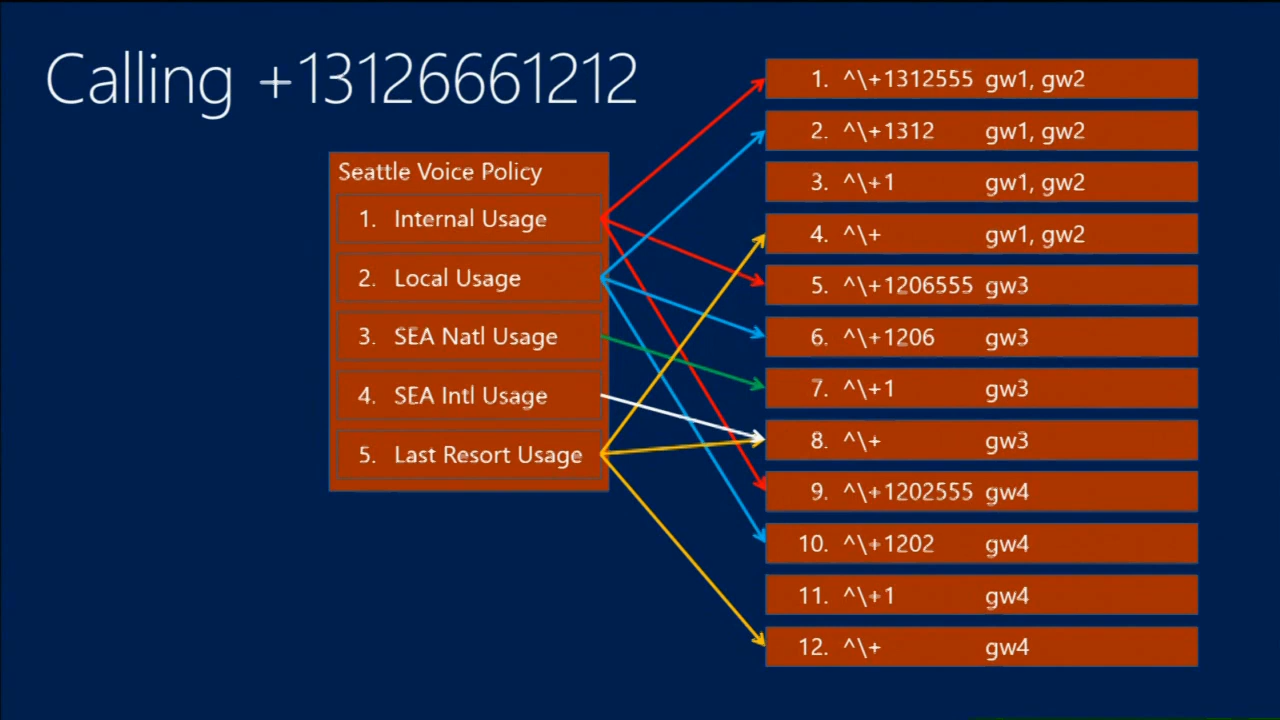 Calling +13126661212
Seattle Voice Policy
1. Internal Usage
2. Local Usage
3. SEA Natl Usage
4. SEA Intl Usage
5. Last Resort Usage
1. ^\+1312555 gw1, gw2
2. ^\+1312 gw1, gw2
3. ^\+1 gw1, gw2
4. ^\+ gw1, gw2
5. ^\+1206555 gw3
6. ^\+1206 gw3
7. ^\+1 gw3
8. ^\+ gw3
9. ^\+1202555 gw4
10. ^\+1202 gw4
11. ^\+1 gw4
12. ^\+ gw4